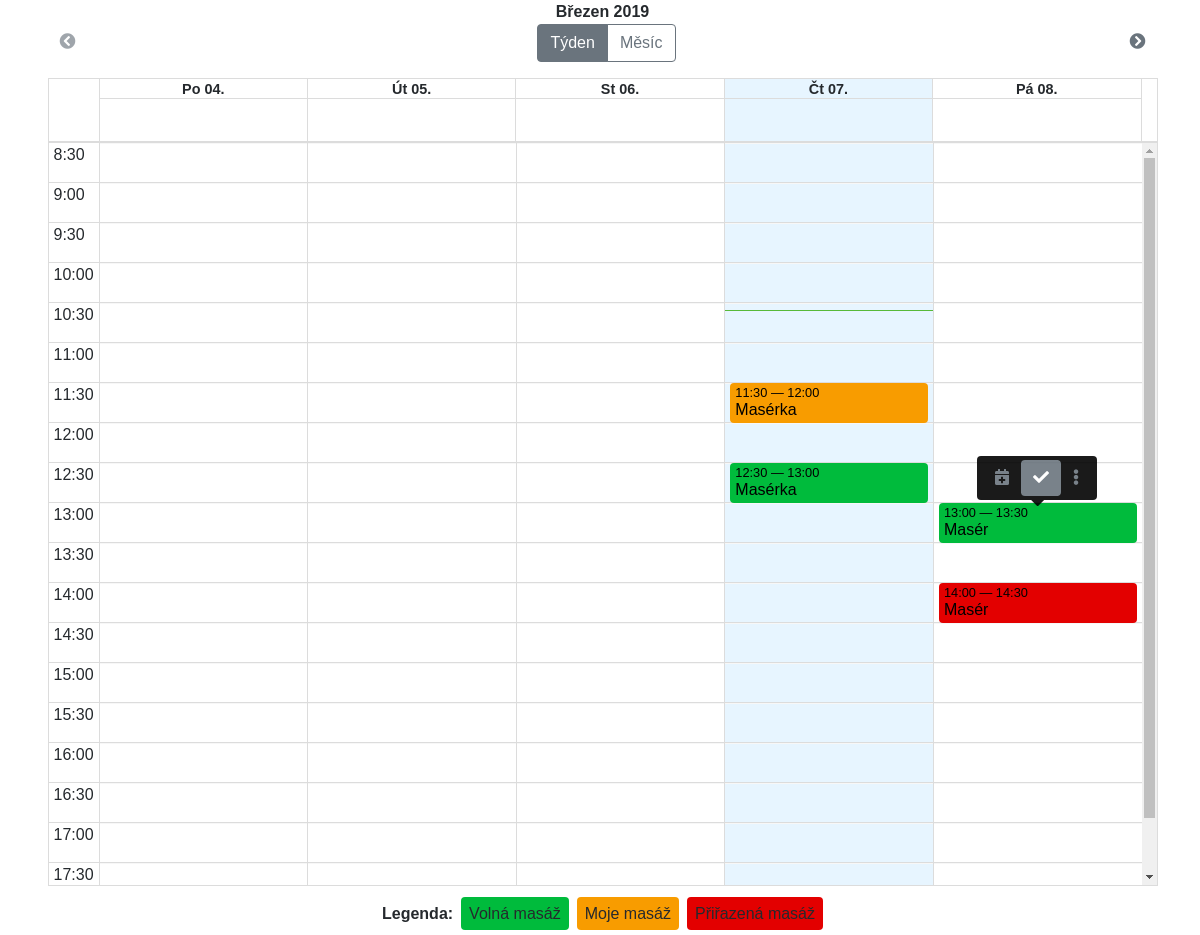 Březen 2019
Týden Měsíc
Po 04. Út 05. St 06. Čt 07. Pá 08.
8:30
9:00
9:30
10:00
10:30
11:00
11:30
11:30 — 12:00
Masérka
12:00
12:30
12:30 — 13:00
Masérka
13:00
13:00 — 13:30
Masér
13:30
14:00
14:00 — 14:30
Masér
14:30
15:00
15:30
16:00
16:30
17:00
17:30
Legenda: Volná masáž Moje masáž Přiřazená masáž